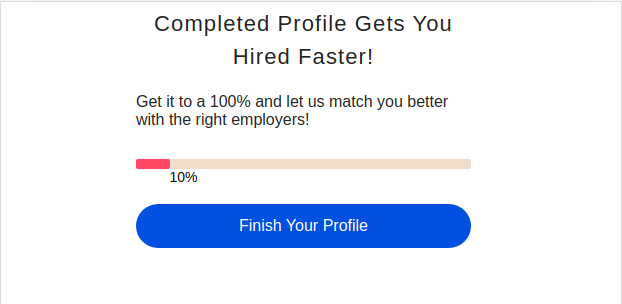 Completed Profile Gets You
Hired Faster!
Get it to a 100% and let us match you better
with the right employers!
10%
Finish Your Profile